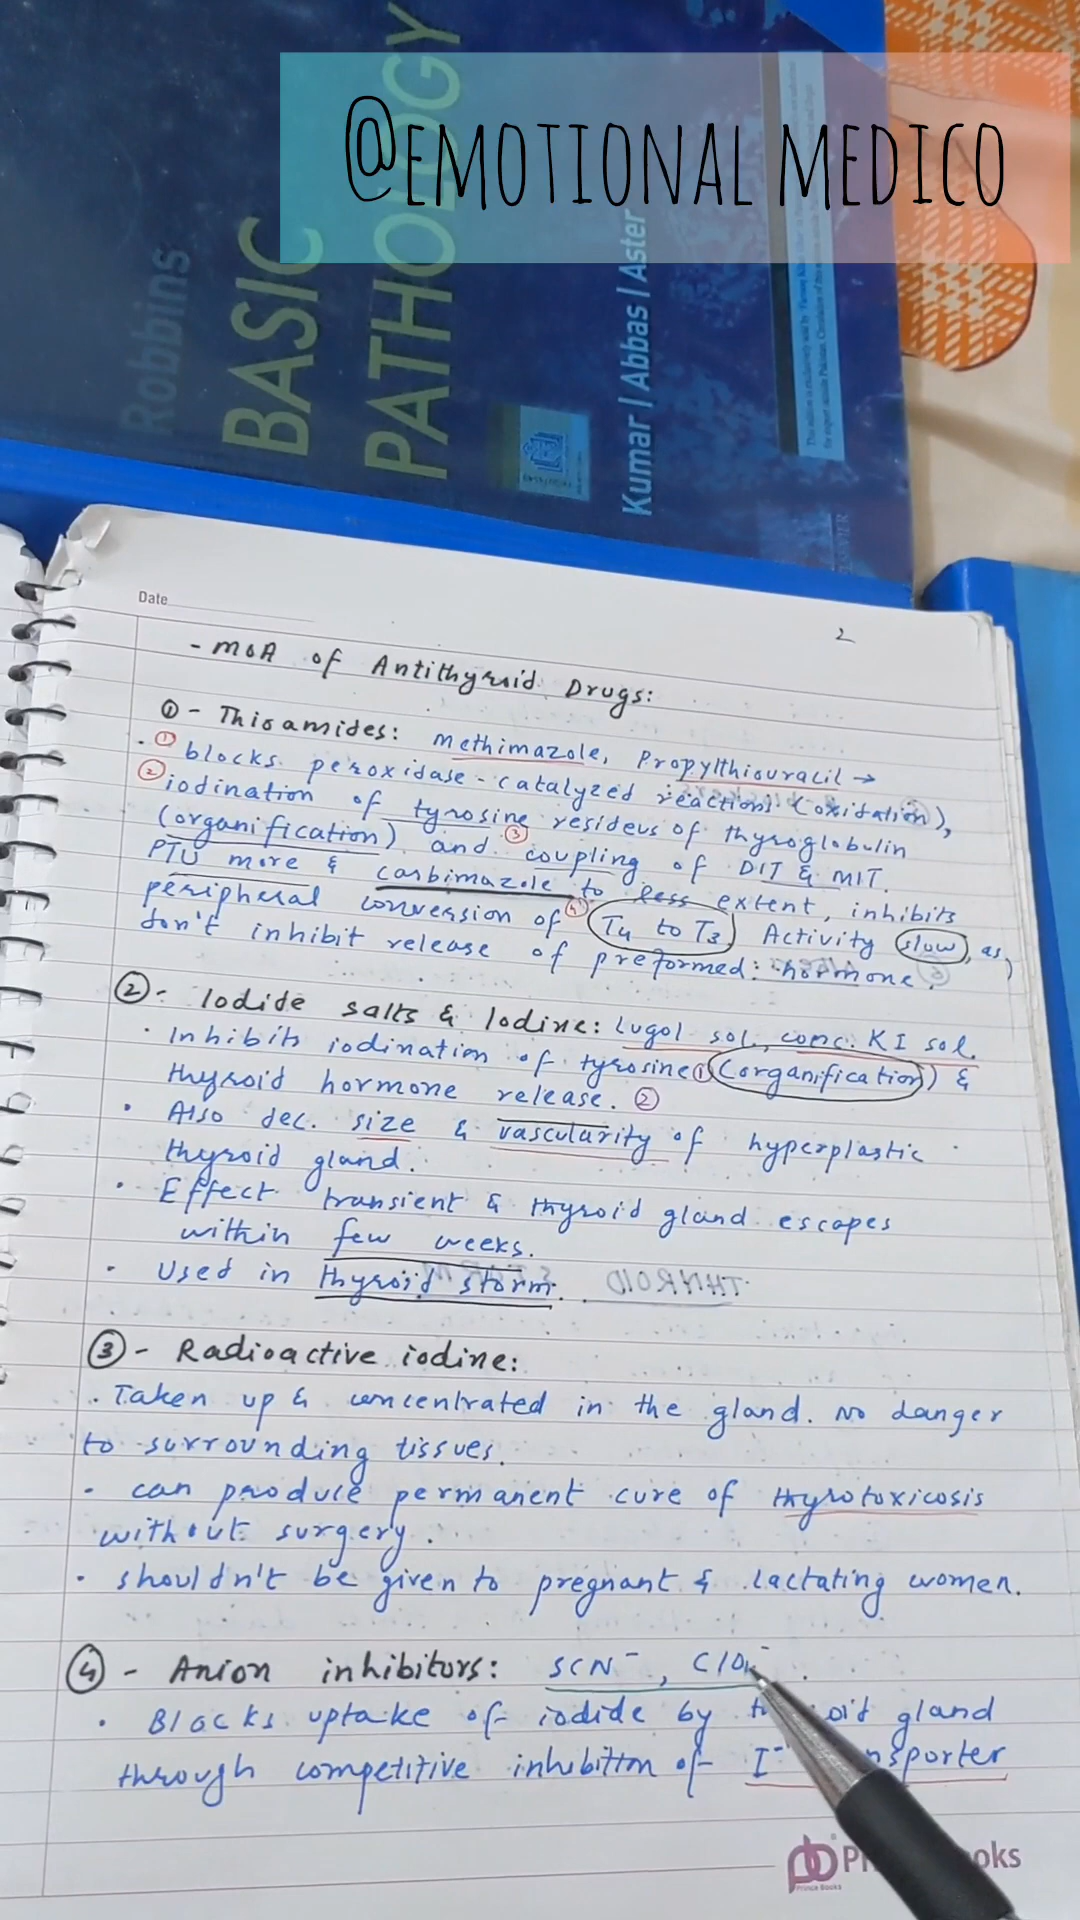 @EMOTIONAL MEDICO
Robbins
BASIC
PATHOLOGY
Kumar | Abbas | Aster
Date
2
- MOA of Antithyroid Drugs:
① - Thioamides: Methimazole, Propylthiouracil →
. ① blocks peroxidase - catalyzed reactions (oxidation),
② iodination of tyrosine resideus of thyroglobulin
(organification) and ③ coupling of DIT & MIT.
PTU more & carbimazole to less extent, inhibits
peripheral conversion of ④ T4 to T3 Activity slow, as,
don't inhibit release of preformed hormone.
② - Iodide salts & Iodine: Lugol sol., conc. KI sol.
· Inhibits iodination of tyrosine ① (organification) &
thyroid hormone release. ②
· Also dec. size & vascularity of hyperplastic
thyroid gland.
· Effect transient & thyroid gland escapes
within few weeks.
· Used in thyroid storm.
③ - Radioactive iodine:
. Taken up & concentrated in the gland. No danger
to surrounding tissues.
· can produce permanent cure of thyrotoxicosis
without surgery.
· shouldn't be given to pregnant & lactating women.
④ - Anion inhibitors: SCN⁻, ClO₄⁻
· Blocks uptake of iodide by gland
through competitive inhibition of I⁻
Prince Books